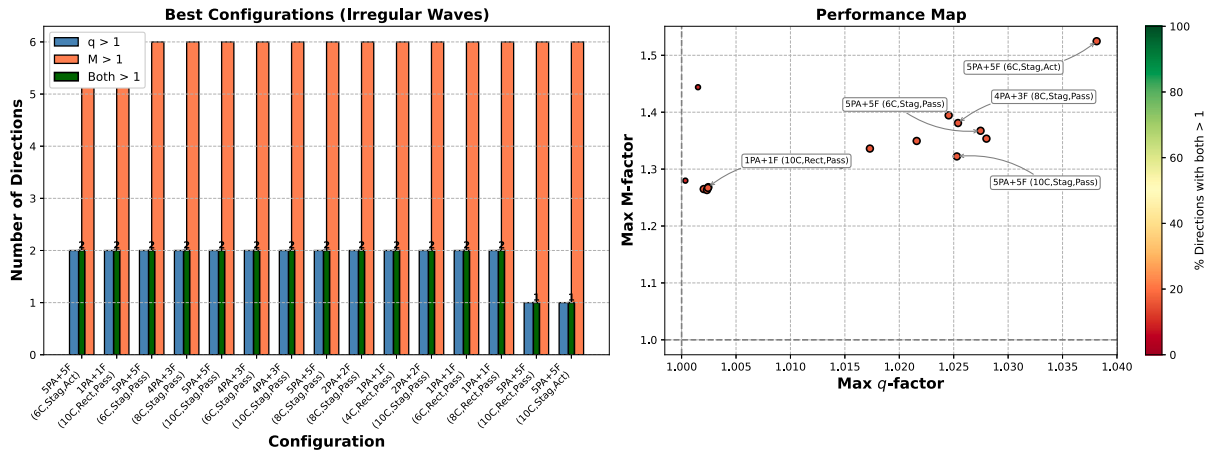 Best Configurations (Irregular Waves)
q > 1
M > 1
Both > 1
Number of Directions
6
5
4
3
2
1
0
2
2
2
2
2
2
2
2
2
2
2
2
2
1
1
5PA+5F
(6C,Stag,Act)
1PA+1F
(10C,Rect,Pass)
5PA+5F
(6C,Stag,Pass)
4PA+3F
(8C,Stag,Pass)
5PA+5F
(10C,Stag,Pass)
4PA+3F
(6C,Stag,Pass)
4PA+3F
(10C,Stag,Pass)
5PA+5F
(8C,Stag,Pass)
2PA+2F
(8C,Stag,Pass)
1PA+1F
(4C,Rect,Pass)
2PA+2F
(10C,Stag,Pass)
1PA+1F
(6C,Rect,Pass)
1PA+1F
(8C,Rect,Pass)
5PA+5F
(10C,Rect,Pass)
5PA+5F
(10C,Stag,Act)
Configuration
Performance Map
Max M-factor
1.5
1.4
1.3
1.2
1.1
1.0
5PA+5F (6C,Stag,Act)
4PA+3F (8C,Stag,Pass)
5PA+5F (6C,Stag,Pass)
1PA+1F (10C,Rect,Pass)
5PA+5F (10C,Stag,Pass)
1.000
1.005
1.010
1.015
1.020
1.025
1.030
1.035
1.040
Max q-factor
100
80
60
40
20
0
% Directions with both > 1